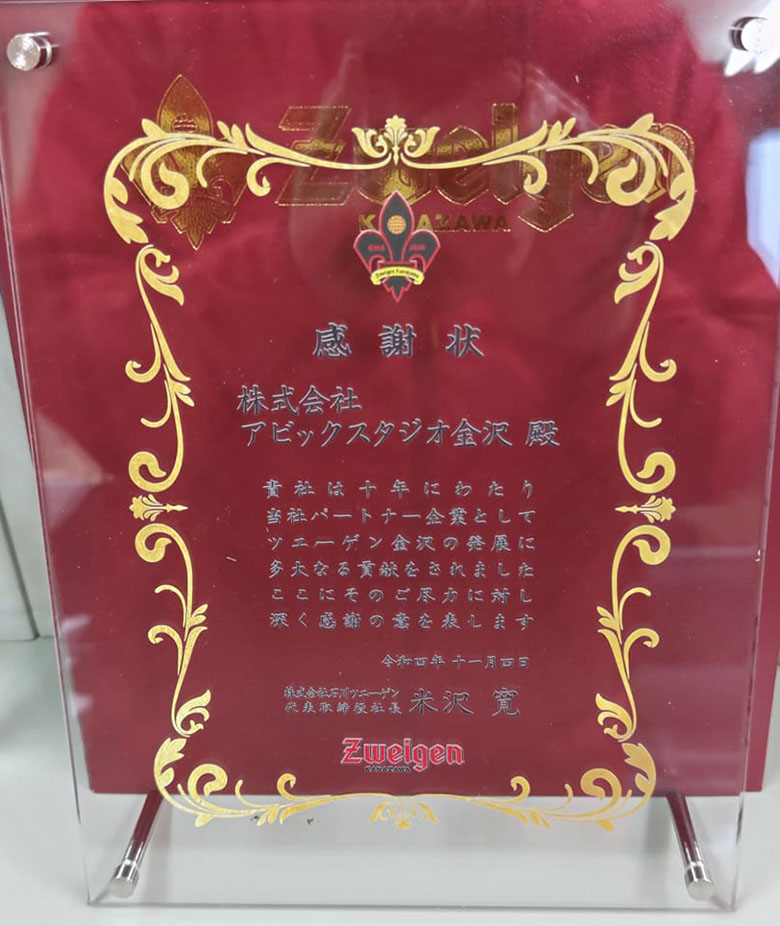 Zweigen
KANAZAWA
Zweigen Kanazawa
感謝状
株式会社
アビックスタジオ金沢 殿
貴社は十年にわたり
当社パートナー企業として
ツエーゲン金沢の発展に
多大なる貢献をされました
ここにそのご尽力に対し
深く感謝の意を表します
令和四年 十一月四日
株式会社石川ツエーゲン
代表取締役社長 米沢 寛
Zweigen
KANAZAWA